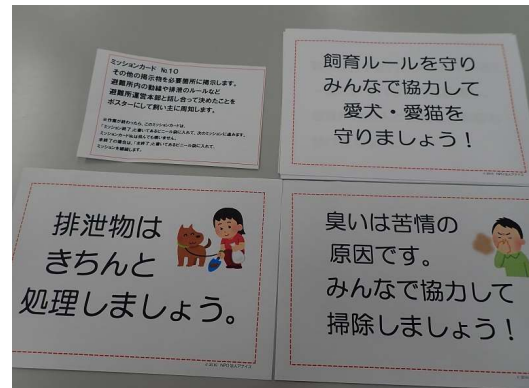 ミッションカード №10
その他の掲示物を必要箇所に掲示します。
避難所内の動線や排泄のルールなど
避難所運営本部と話し合って決めたことを
ポスターにして飼い主に周知します。
飼育ルールを守り
みんなで協力して
愛犬・愛猫を
守りましょう!
排泄物は
きちんと
処理しましょう。
臭いは苦情の
原因です。
みんなで協力して
掃除しましょう!